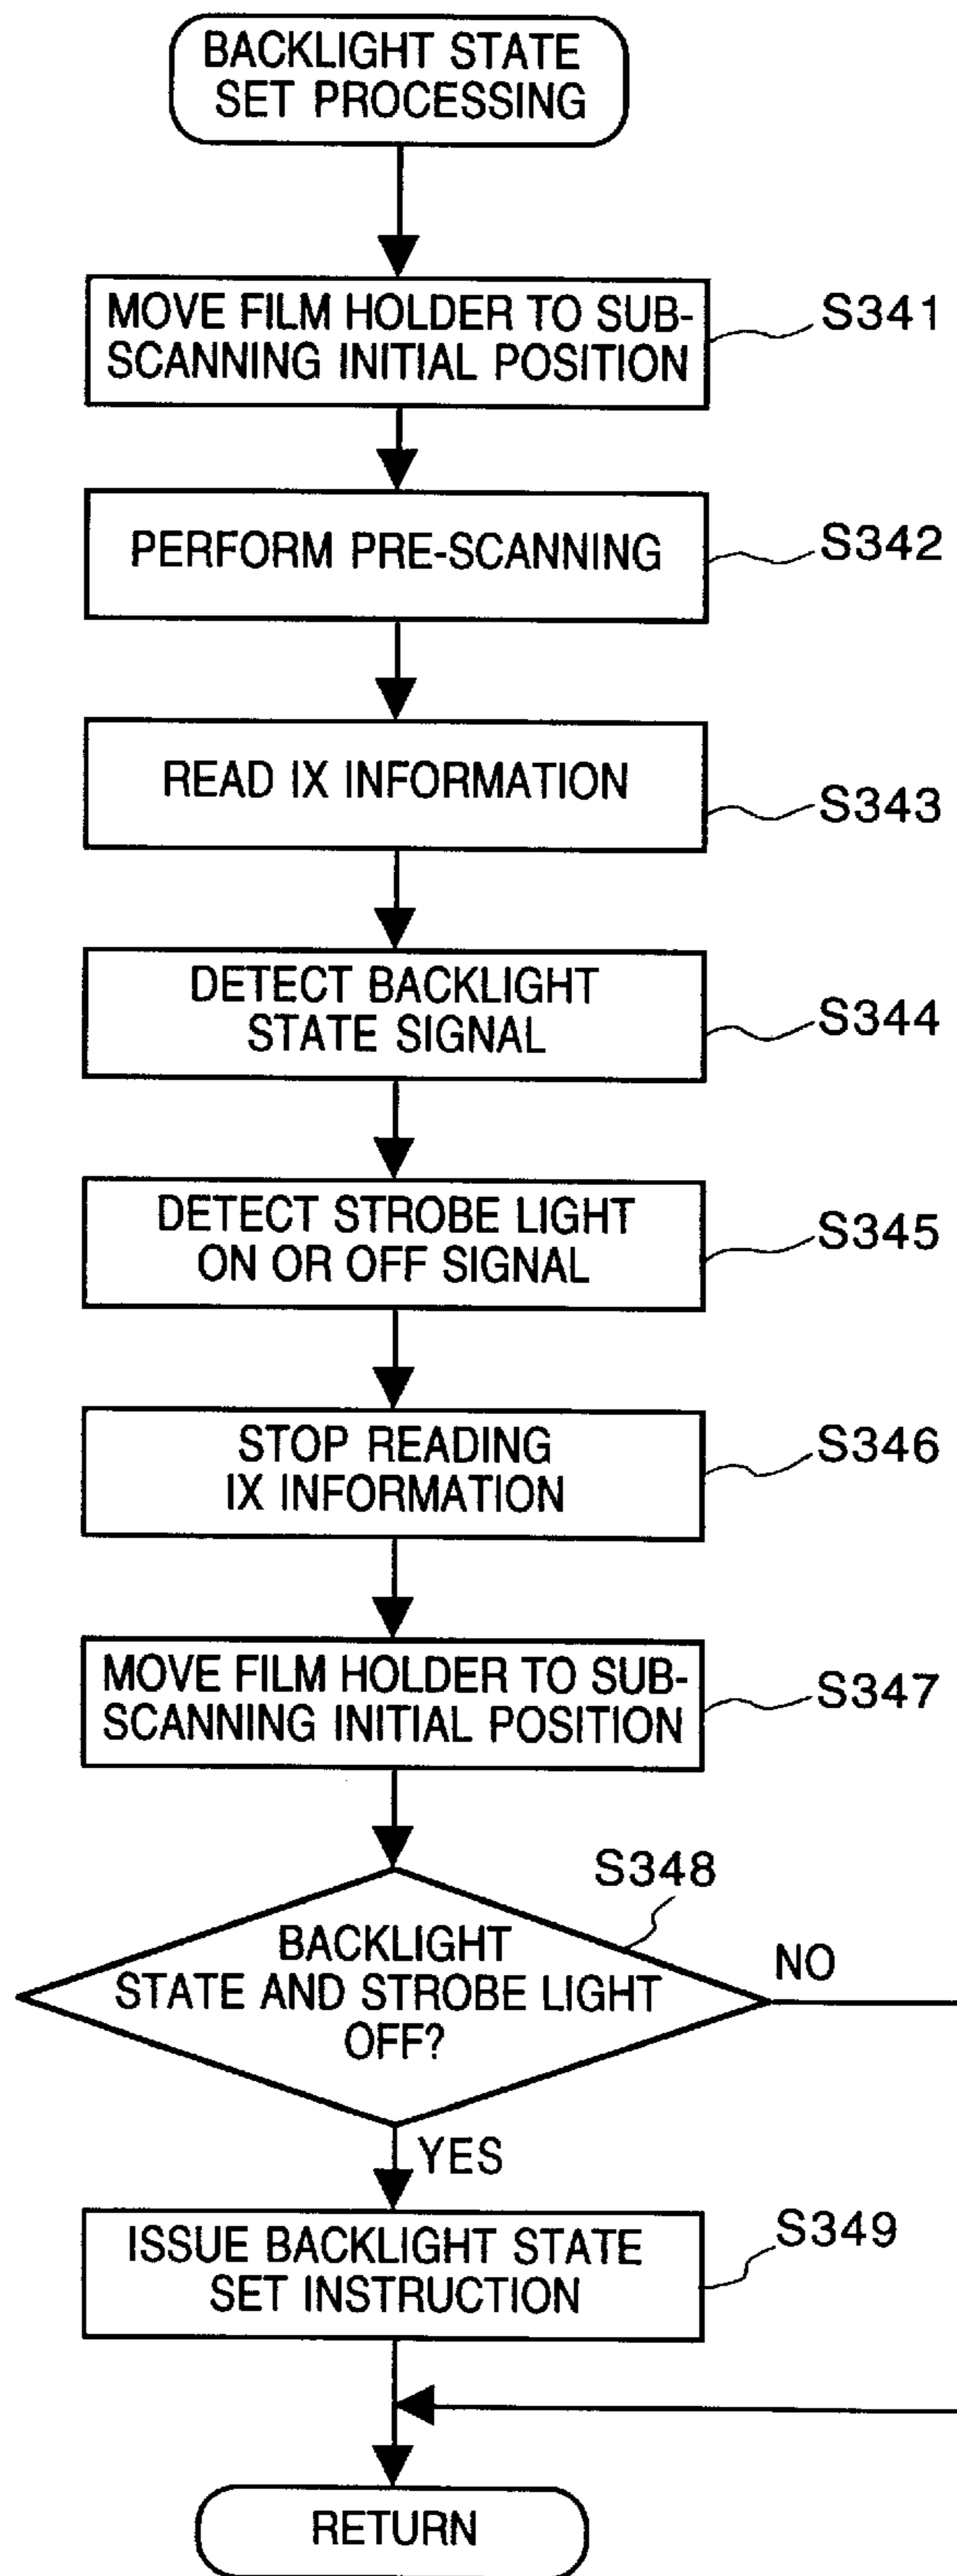 BACKLIGHT STATE
SET PROCESSING
MOVE FILM HOLDER TO SUB-
SCANNING INITIAL POSITION
S341
PERFORM PRE-SCANNING
S342
READ IX INFORMATION
S343
DETECT BACKLIGHT
STATE SIGNAL
S344
DETECT STROBE LIGHT
ON OR OFF SIGNAL
S345
STOP READING
IX INFORMATION
S346
MOVE FILM HOLDER TO SUB-
SCANNING INITIAL POSITION
S347
S348
BACKLIGHT
STATE AND STROBE LIGHT
OFF?
NO
YES
ISSUE BACKLIGHT STATE
SET INSTRUCTION
S349
RETURN